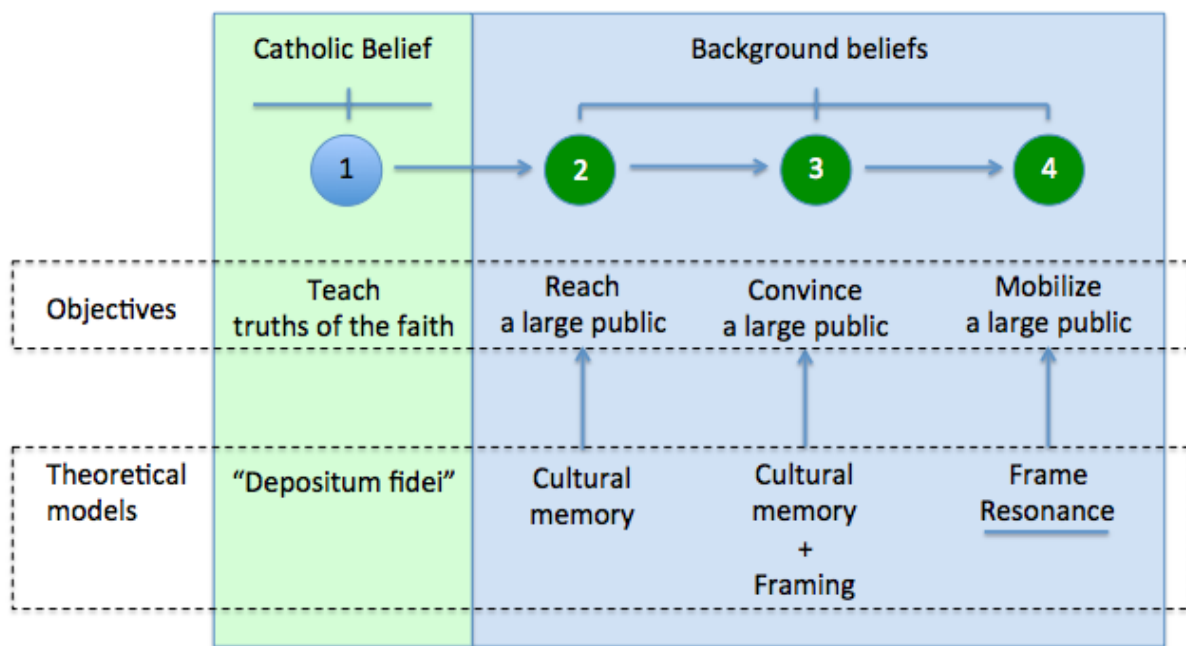 Catholic Belief
Background beliefs
1
2
3
4
Objectives
Teach
truths of the faith
Reach
a large public
Convince
a large public
Mobilize
a large public
Theoretical
models
“Depositum fidei”
Cultural
memory
Cultural
memory
+
Framing
Frame
Resonance